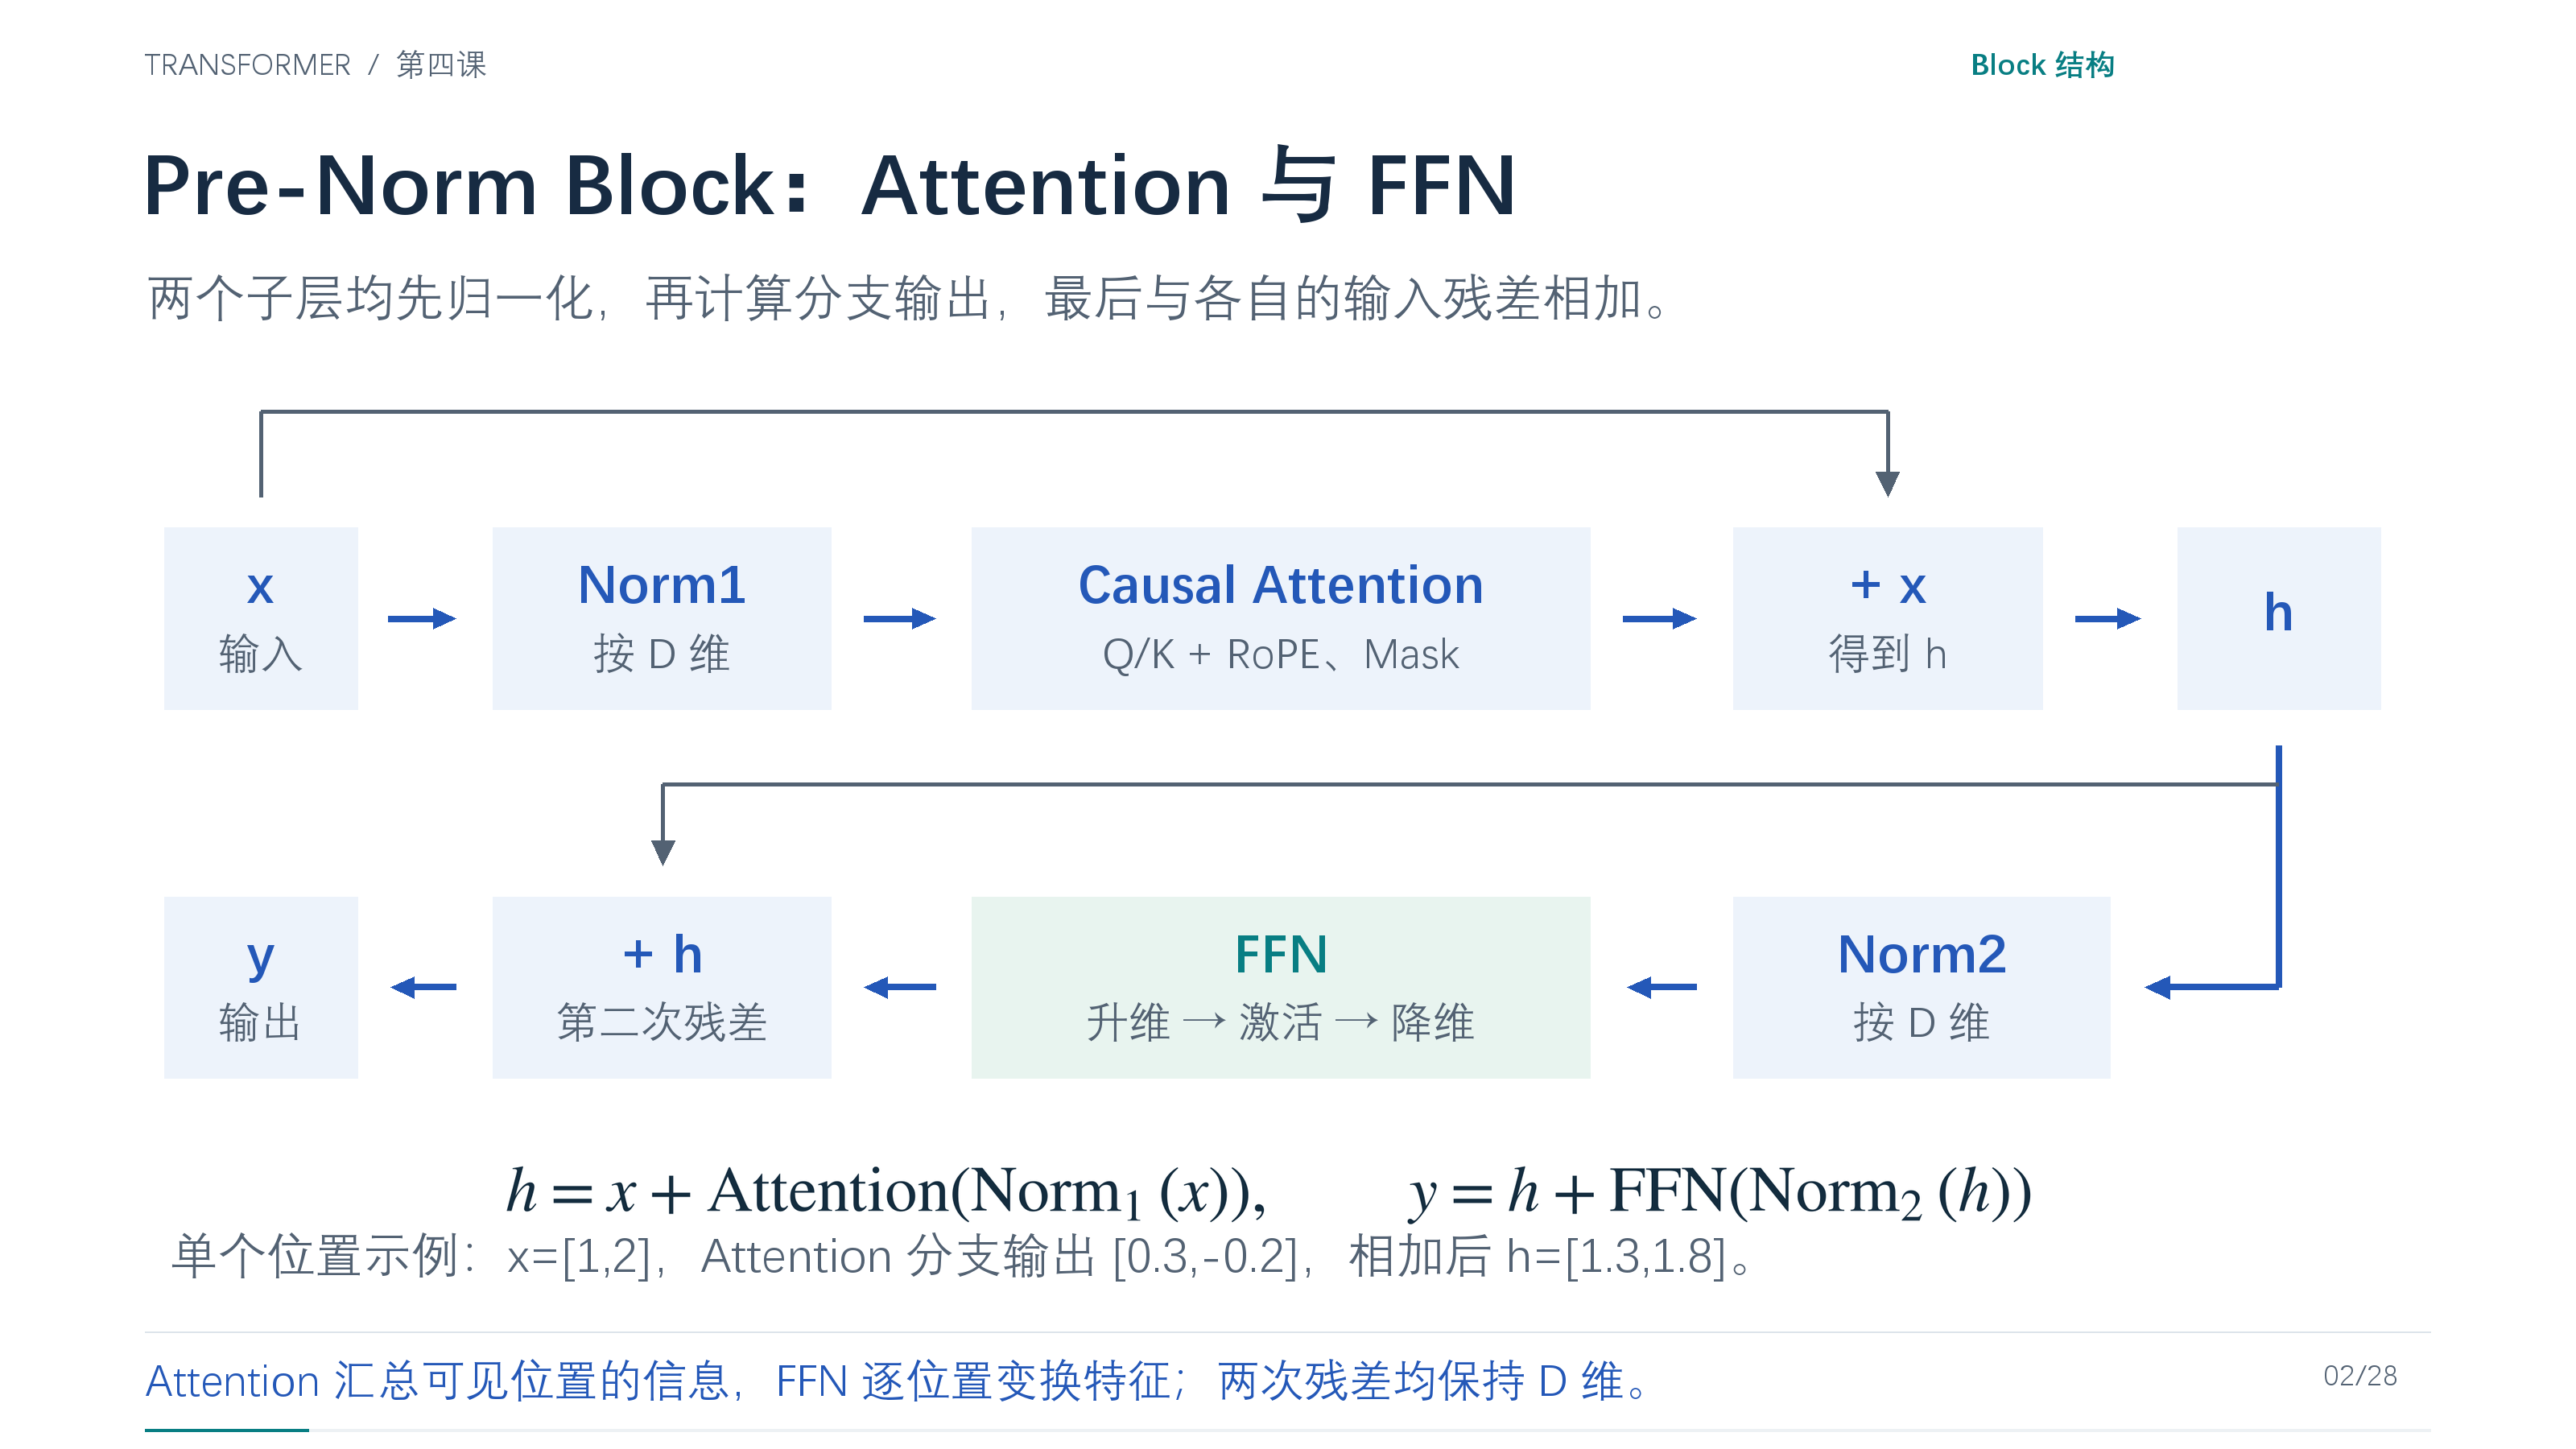 TRANSFORMER / 第四课
Block 结构
Pre-Norm Block：Attention 与 FFN
两个子层均先归一化，再计算分支输出，最后与各自的输入残差相加。
x
输入
Norm1
按 D 维
Causal Attention
Q/K + RoPE、Mask
+ x
得到 h
h
y
输出
+ h
第二次残差
FFN
升维 → 激活 → 降维
Norm2
按 D 维
h = x + Attention(Norm₁ (x)), y = h + FFN(Norm₂ (h))
单个位置示例：x=[1,2]，Attention 分支输出 [0.3,-0.2]，相加后 h=[1.3,1.8]。
Attention 汇总可见位置的信息，FFN 逐位置变换特征；两次残差均保持 D 维。
02/28